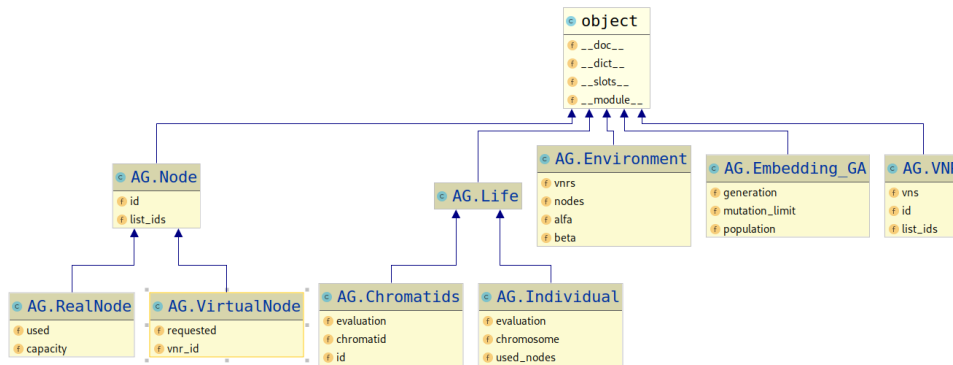 object
__doc__
__dict__
__slots__
__module__
AG.Node
id
list_ids
AG.Life
AG.Environment
vnrs
nodes
alfa
beta
AG.Embedding_GA
generation
mutation_limit
population
vns
id
list_ids
AG.RealNode
used
capacity
AG.VirtualNode
requested
vnr_id
AG.Chromatids
evaluation
chromatid
id
AG.Individual
evaluation
chromosome
used_nodes